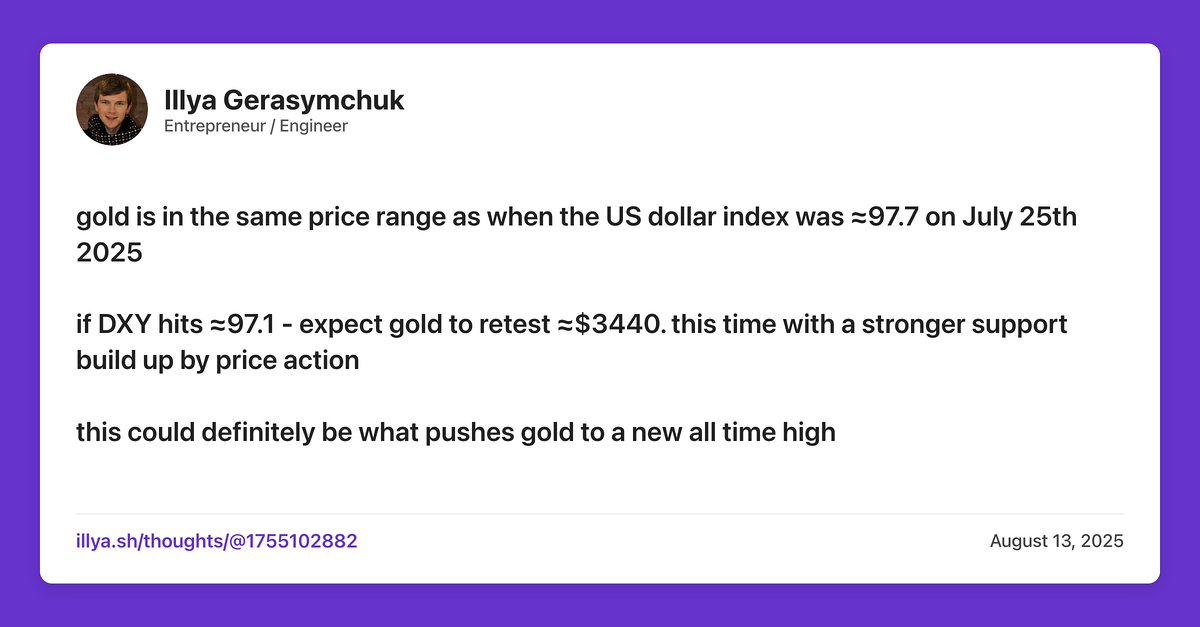 Illya Gerasymchuk
Entrepreneur / Engineer
gold is in the same price range as when the US dollar index was ≈97.7 on July 25th
2025
if DXY hits ≈97.1 - expect gold to retest ≈$3440. this time with a stronger support
build up by price action
this could definitely be what pushes gold to a new all time high
illya.sh/thoughts/@1755102882
August 13, 2025